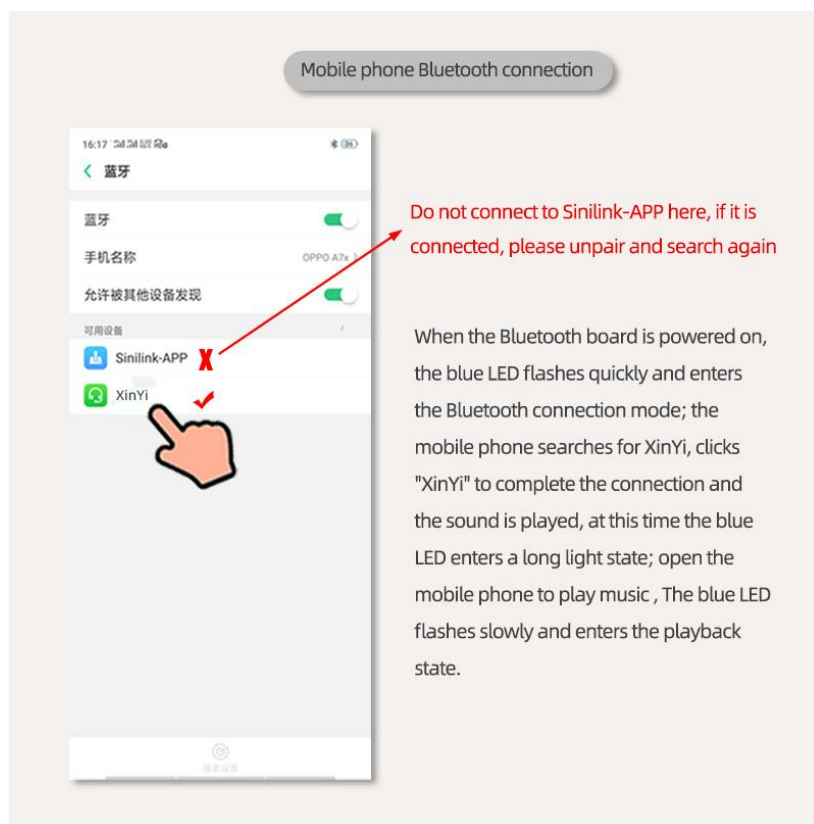 Mobile phone Bluetooth connection
16:17
蓝牙
蓝牙
手机名称 OPPO A7x
允许被其他设备发现
可用设备
Sinilink-APP X
XinYi
搜索设备
Do not connect to Sinilink-APP here, if it is
connected, please unpair and search again
When the Bluetooth board is powered on,
the blue LED flashes quickly and enters
the Bluetooth connection mode; the
mobile phone searches for XinYi, clicks
"XinYi" to complete the connection and
the sound is played, at this time the blue
LED enters a long light state; open the
mobile phone to play music , The blue LED
flashes slowly and enters the playback
state.